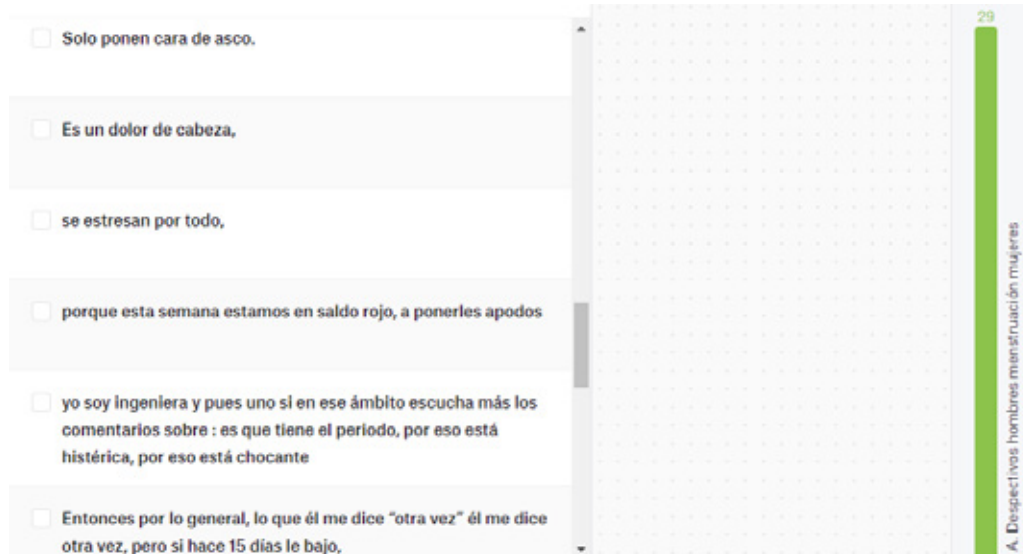 Solo ponen cara de asco.
Es un dolor de cabeza,
se estresan por todo,
porque esta semana estamos en saldo rojo, a ponerles apodos
yo soy ingeniera y pues uno si en ese ámbito escucha más los
comentarios sobre : es que tiene el periodo, por eso está
histérica, por eso está chocante
Entonces por lo general, lo que él me dice “otra vez” él me dice
otra vez, pero si hace 15 días le bajo,
29
A. Despectivos hombres menstruación mujeres